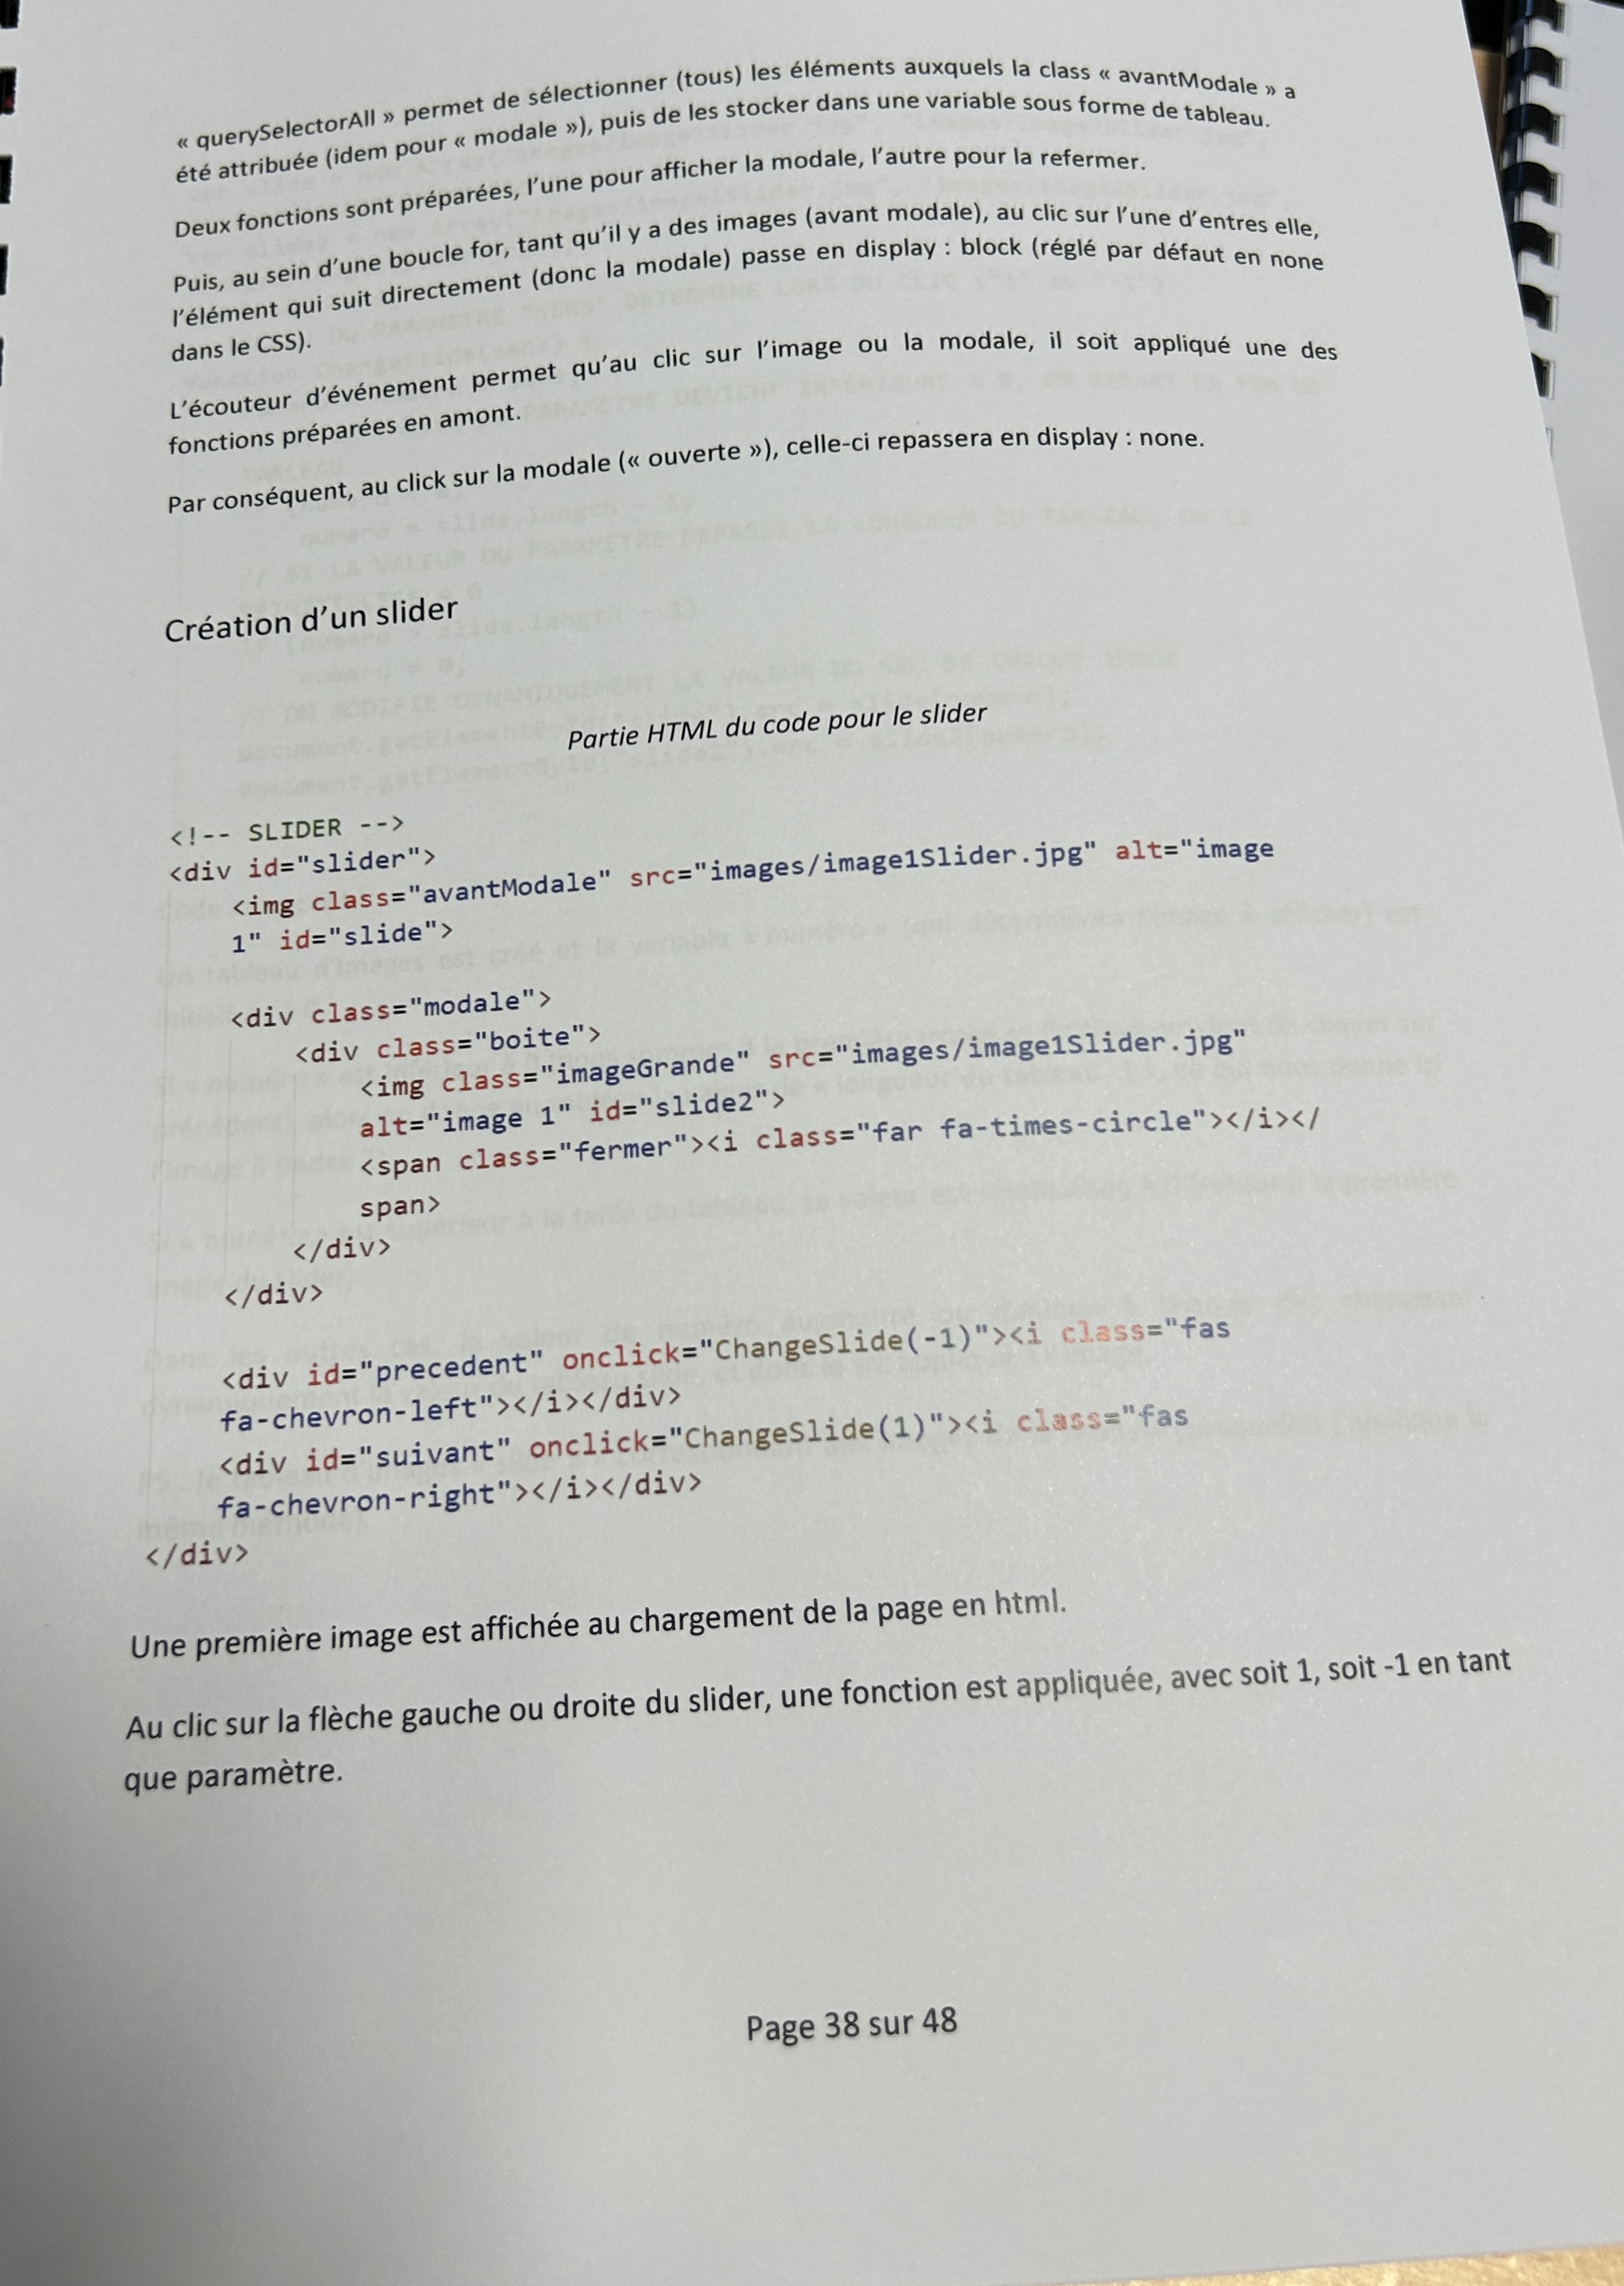 « querySelectorAll » permet de sélectionner (tous) les éléments auxquels la class « avantModale » a
été attribuée (idem pour « modale »), puis de les stocker dans une variable sous forme de tableau.
Deux fonctions sont préparées, l'une pour afficher la modale, l'autre pour la refermer.
Puis, au sein d'une boucle for, tant qu'il y a des images (avant modale), au clic sur l'une d'entres elle,
l'élément qui suit directement (donc la modale) passe en display : block (réglé par défaut en none
dans le CSS).
L'écouteur d'événement permet qu'au clic sur l'image ou la modale, il soit appliqué une des
fonctions préparées en amont.
Par conséquent, au click sur la modale (« ouverte »), celle-ci repassera en display : none.
Création d'un slider
Partie HTML du code pour le slider
<!-- SLIDER -->
<div id="slider">
<img class="avantModale" src="images/image1Slider.jpg" alt="image
1" id="slide">
<div class="modale">
<div class="boite">
<img class="imageGrande" src="images/image1Slider.jpg"
alt="image 1" id="slide2">
<span class="fermer"><i class="far fa-times-circle"></i></
span>
</div>
</div>
<div id="precedent" onclick="ChangeSlide(-1)"><i class="fas
fa-chevron-left"></i></div>
<div id="suivant" onclick="ChangeSlide(1)"><i class="fas
fa-chevron-right"></i></div>
</div>
Une première image est affichée au chargement de la page en html.
Au clic sur la flèche gauche ou droite du slider, une fonction est appliquée, avec soit 1, soit -1 en tant
que paramètre.
Page 38 sur 48